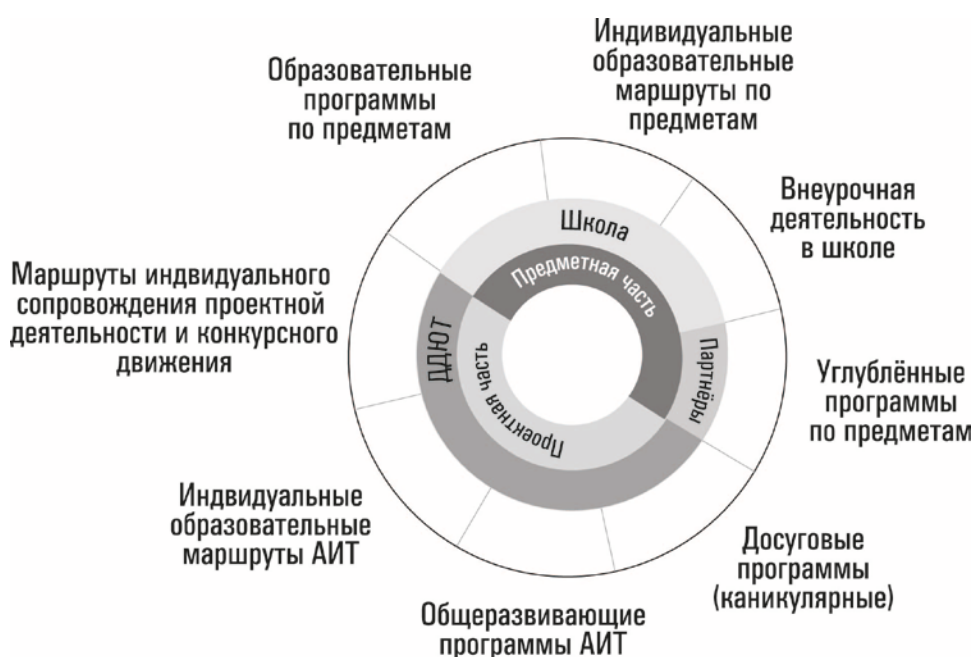 Индивидуальные
образовательные
маршруты по
предметам
Образовательные
программы
по предметам
Внеурочная
деятельность
в школе
Школа
Предметная часть
Маршруты индвидуального
сопровождения проектной
деятельности и конкурсного
движения
ДДЮТ
Проектная часть
Партнёры
Углублённые
программы
по предметам
Индвидуальные
образовательные
маршруты АИТ
Досуговые
программы
(каникулярные)
Общеразвивающие
программы АИТ